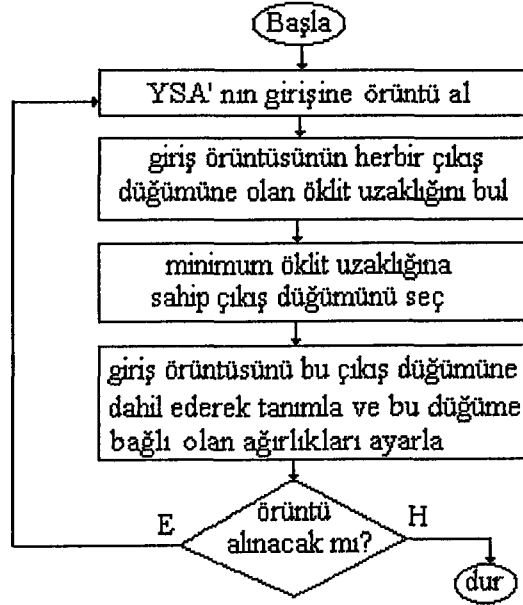 Başla
YSA' nın girişine örüntü al
giriş örüntüsünün herbir çıkış
düğümüne olan öklit uzaklığını bul
minimum öklit uzaklığına
sahip çıkış düğümünü seç
giriş örüntüsünü bu çıkış düğümüne
dahil ederek tanımla ve bu düğüme
bağlı olan ağırlıkları ayarla
E
örüntü
alınacak mı?
H
dur